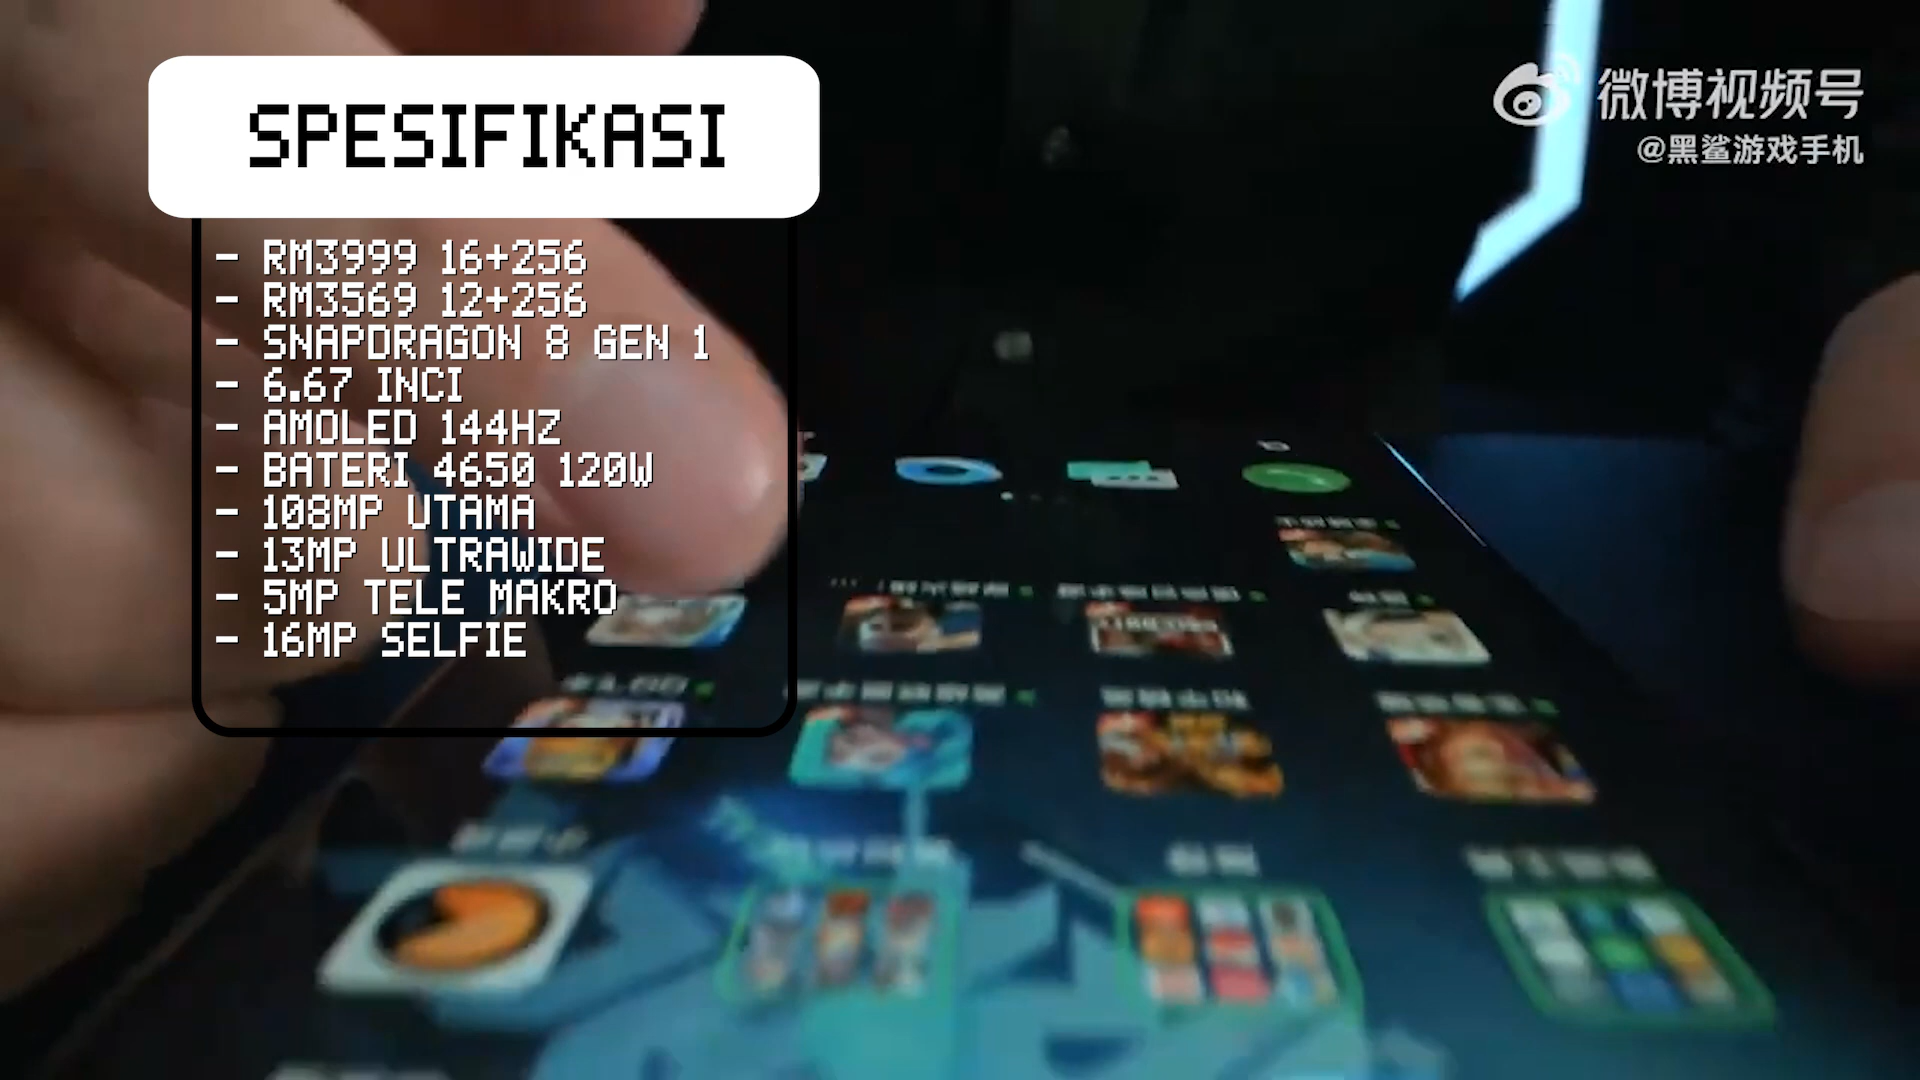 SPESIFIKASI
- RM3999 16+256
- RM3569 12+256
- SNAPDRAGON 8 GEN 1
- 6.67 INCI
- AMOLED 144HZ
- BATERI 4650 120W
- 108MP UTAMA
- 13MP ULTRAWIDE
- 5MP TELE MAKRO
- 16MP SELFIE
微博视频号
@黑鲨游戏手机